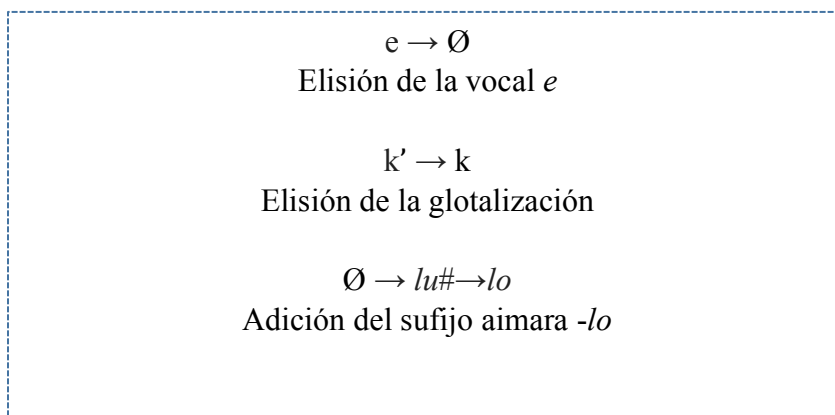 e → Ø
Elisión de la vocal e
k’ → k
Elisión de la glotalización
Ø → lu#→lo
Adición del sufijo aimara -lo